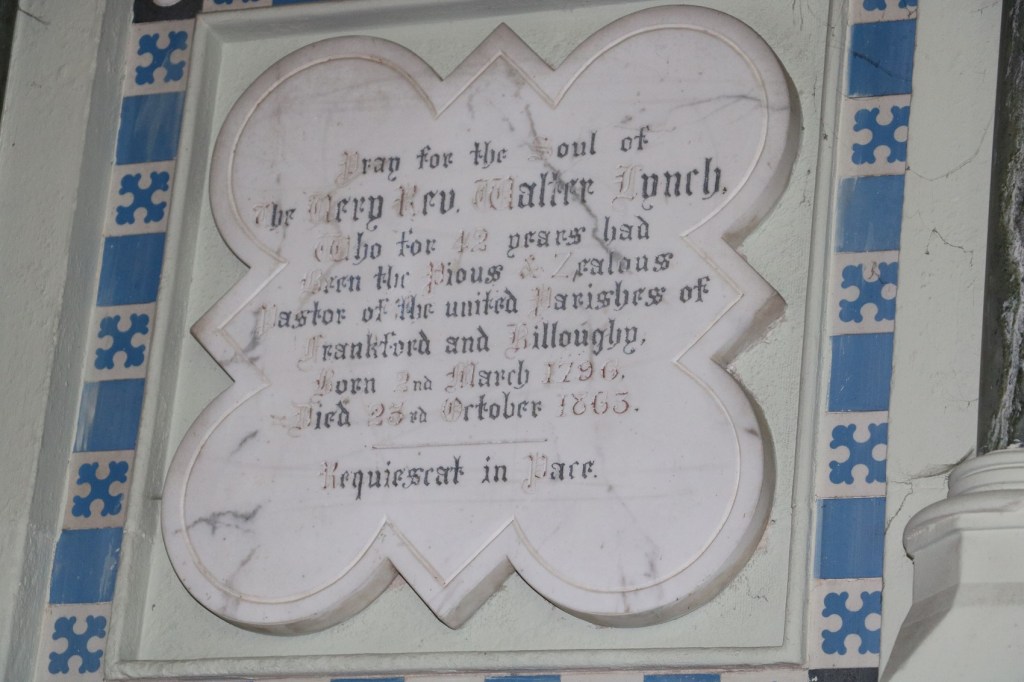 Pray for the Soul of
The Very Rev. Walter Lynch,
Who for 42 years had
been the Pious & Zealous
Pastor of the united Parishes of
Frankford and Killoughy,
Born 2nd March 1796.
Died 23rd October 1865.
Requiescat in Pace.